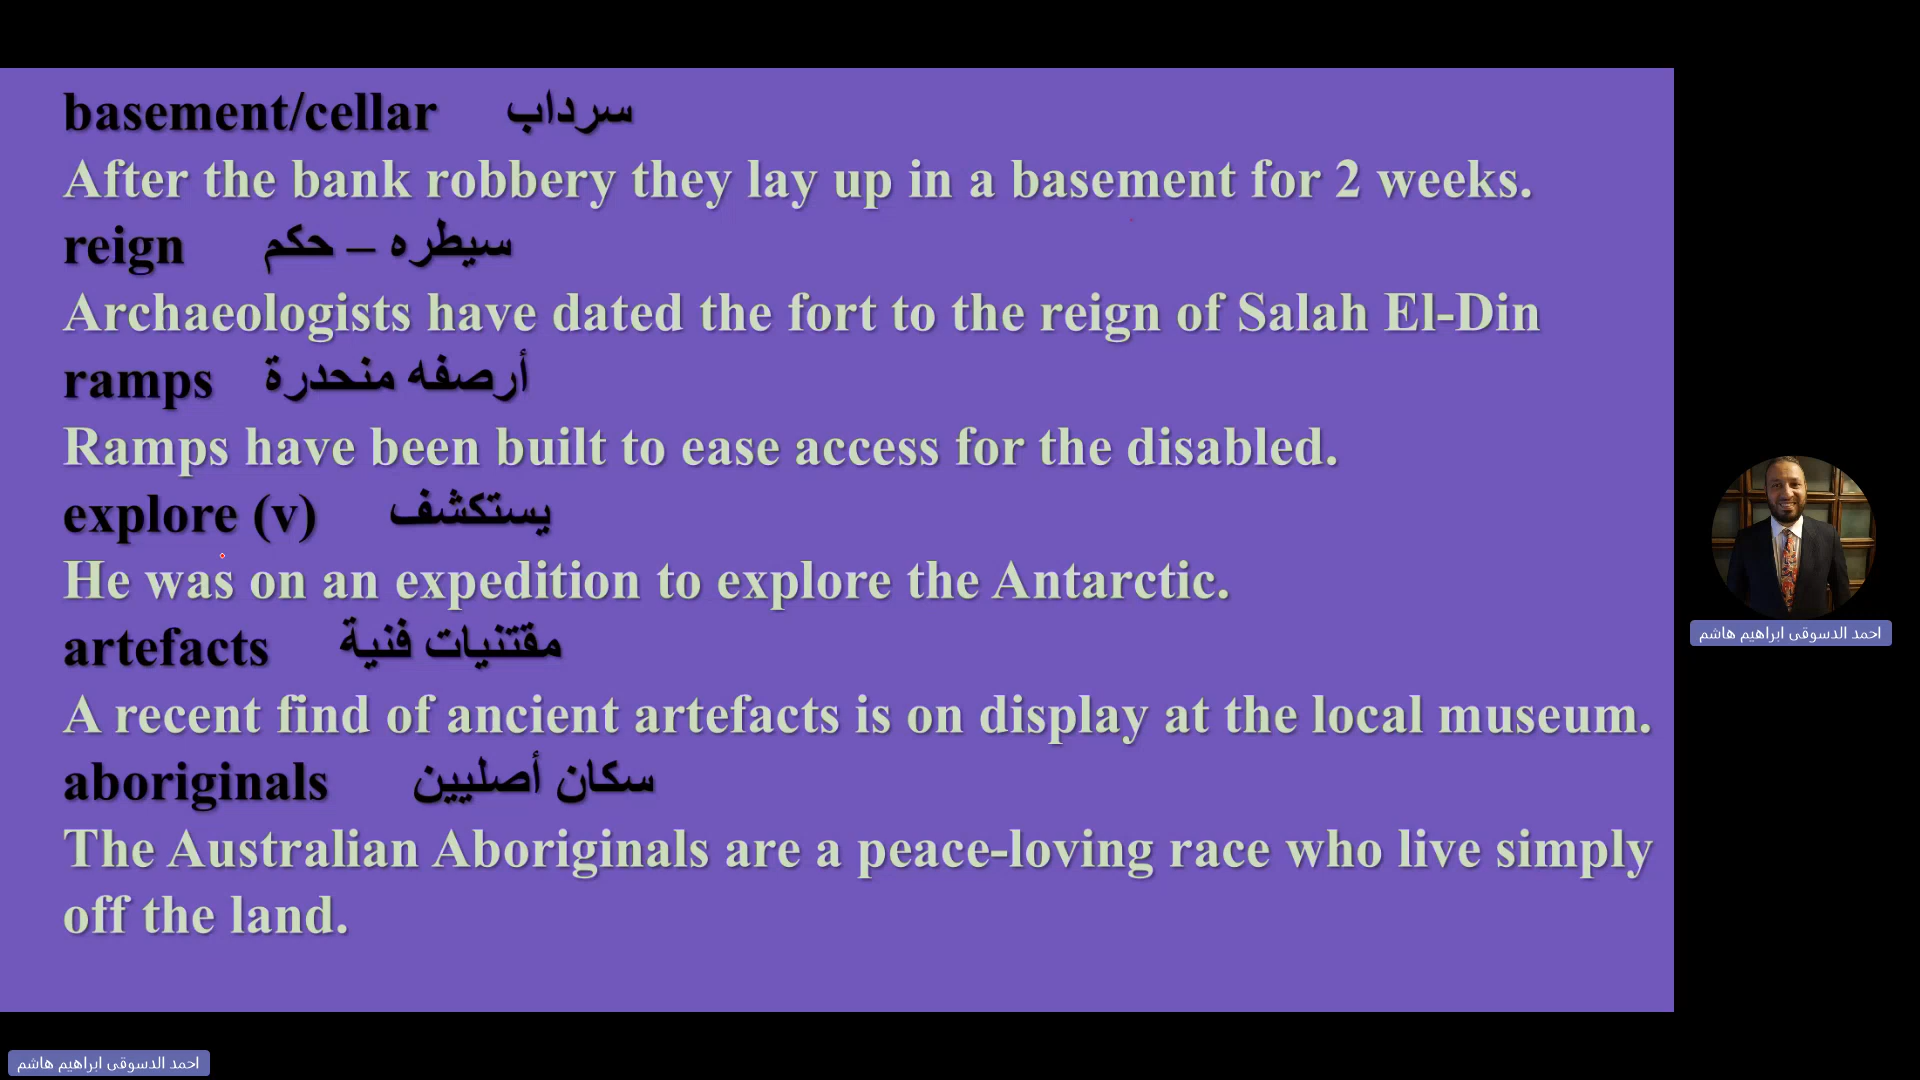 basement/cellar سرداب
After the bank robbery they lay up in a basement for 2 weeks.
reign سيطره – حكم
Archaeologists have dated the fort to the reign of Salah El-Din
ramps أرصفه منحدرة
Ramps have been built to ease access for the disabled.
explore (v) يستكشف
He was on an expedition to explore the Antarctic.
artefacts مقتنيات فنية
A recent find of ancient artefacts is on display at the local museum.
aboriginals سكان أصليين
The Australian Aboriginals are a peace-loving race who live simply
off the land.
احمد الدسوقى ابراهيم هاشم
احمد الدسوقى ابراهيم هاشم